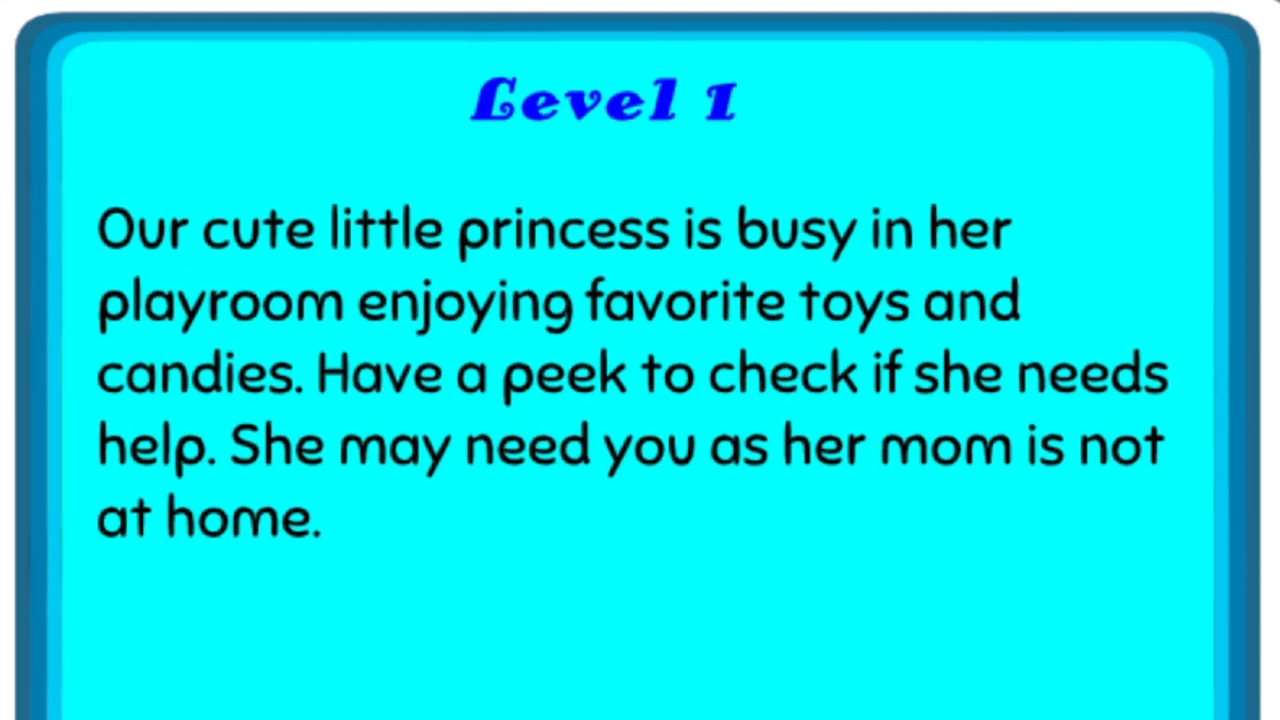 Level 1
Our cute little princess is busy in her
playroom enjoying favorite toys and
candies. Have a peek to check if she needs
help. She may need you as her mom is not
at home.